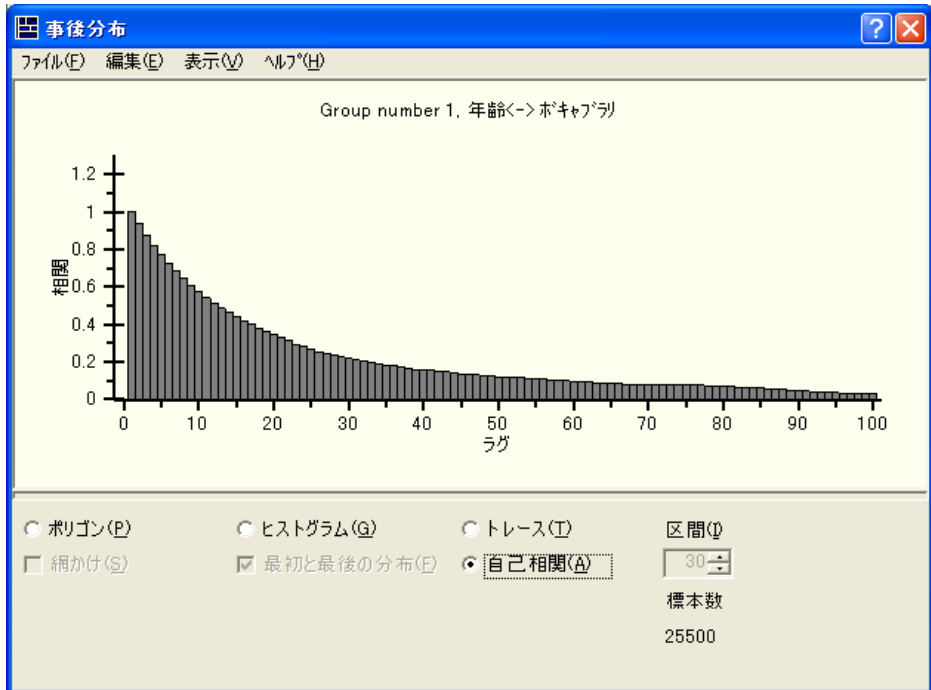 事後分布
ﾌｧｲﾙ(F) 編集(E) 表示(V) ﾍﾙﾌﾟ(H)
Group number 1, 年齢<-> ﾎﾞｷｬﾌﾞﾗﾘ
1.2
1
0.8
0.6
0.4
0.2
0
相関
0 10 20 30 40 50 60 70 80 90 100
ラグ
ポリゴン(P) ヒストグラム(G) トレース(T) 区間(I)
網かけ(S) 最初と最後の分布(F) 自己相関(A) 30
標本数
25500